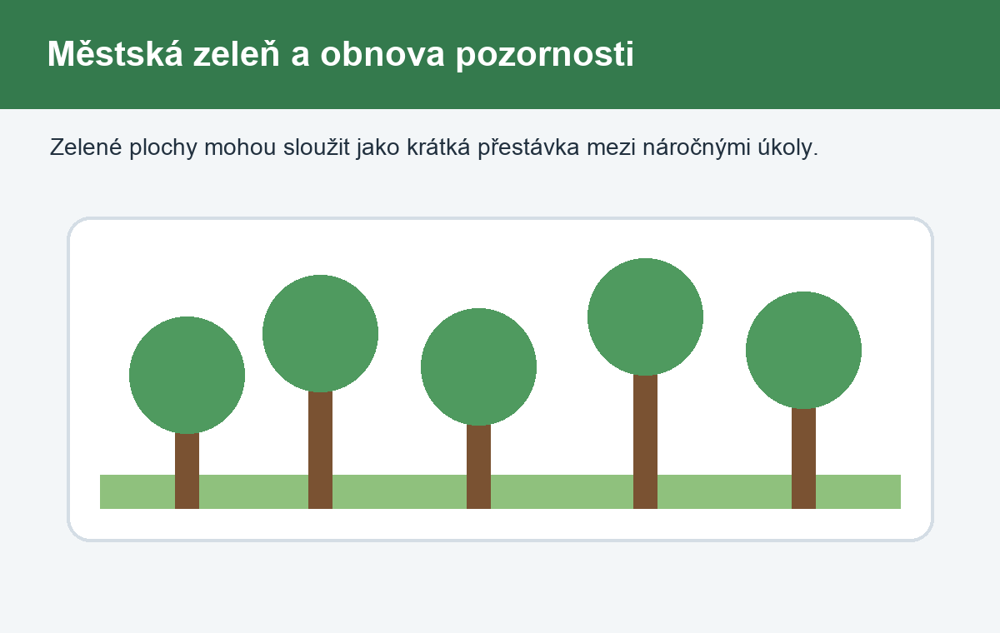 Městská zeleň a obnova pozornosti
Zelené plochy mohou sloužit jako krátká přestávka mezi náročnými úkoly.